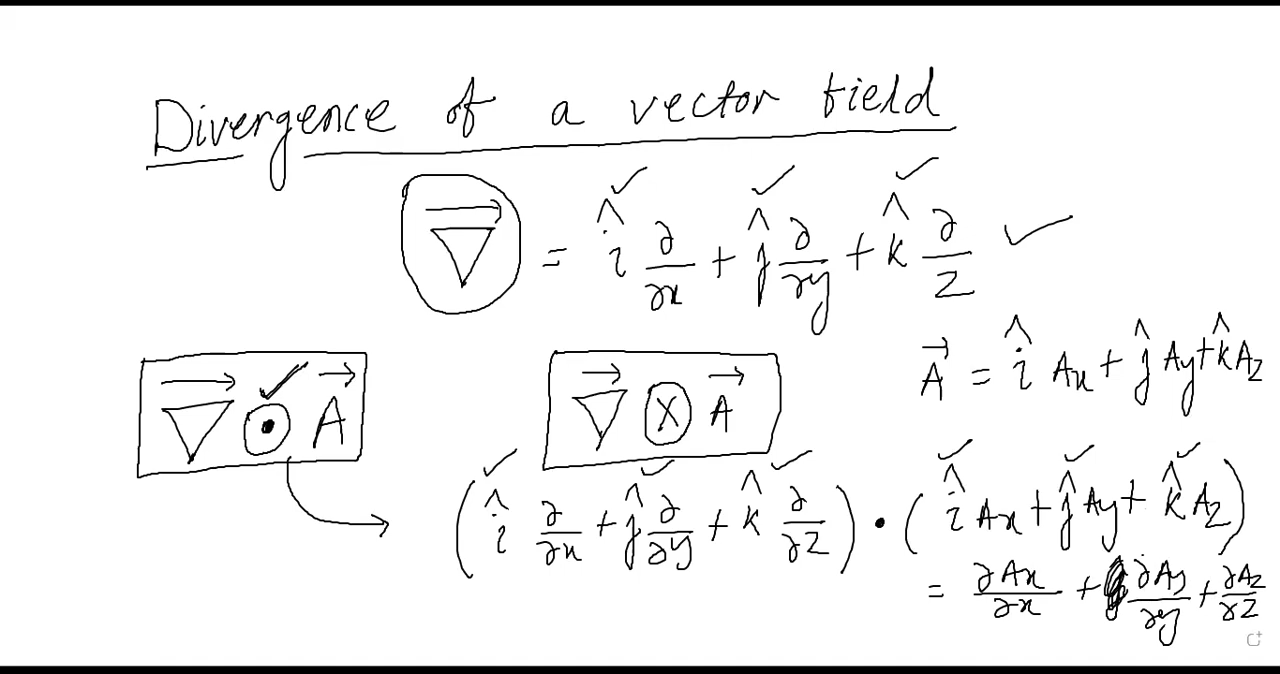 Divergence of a vector field
∇⃗ = î ∂/∂x + ĵ ∂/∂y + k̂ ∂/z
A⃗ = î Ax + ĵ Ay + k̂ Az
∇⃗ · A⃗
∇⃗ × A⃗
(î ∂/∂x + ĵ ∂/∂y + k̂ ∂/∂z) · (î Ax + ĵ Ay + k̂ Az)
= ∂Ax/∂x + ∂Ay/∂y + ∂Az/∂z